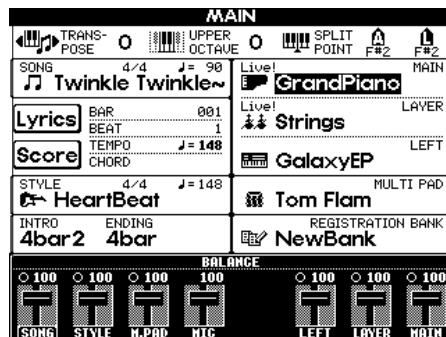 MAIN
TRANS-POSE 0 UPPER OCTAVE 0 SPLIT POINT A F#2 L F#2
SONG 4/4 ♩= 90
Twinkle Twinkle~
Live! MAIN
GrandPiano
Lyrics BAR 001
BEAT 1
Live! LAYER
Strings
Score TEMPO ♩=148
CHORD
LEFT
GalaxyEP
STYLE 4/4 ♩=148
HeartBeat
MULTI PAD
Tom Flam
INTRO ENDING
4bar2 4bar
REGISTRATION BANK
NewBank
BALANCE
100 100 100 100 100 100 100
SONG STYLE M.PAD MIC LEFT LAYER MAIN